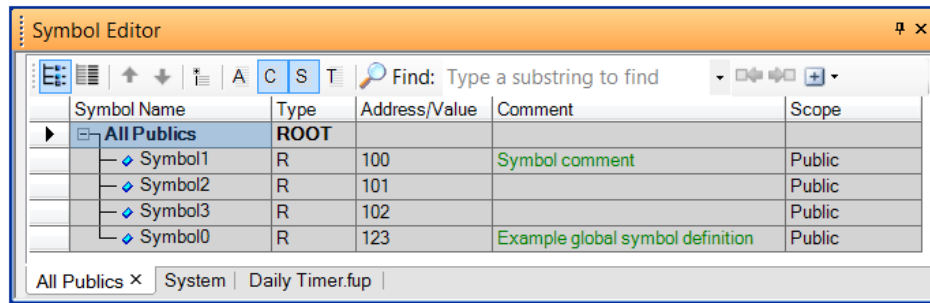 Symbol Editor
A C S T Find: Type a substring to find
Symbol Name Type Address/Value Comment Scope
All Publics ROOT
Symbol1 R 100 Symbol comment Public
Symbol2 R 101 Public
Symbol3 R 102 Public
Symbol0 R 123 Example global symbol definition Public
All Publics × System Daily Timer.fup